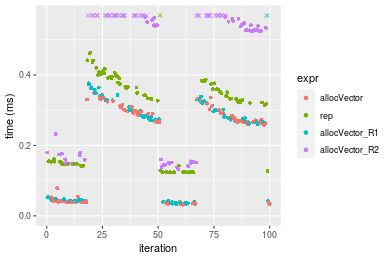 time (ms)
0.4
0.2
0.0
0
25
50
75
100
iteration
expr
allocVector
rep
allocVector_R1
allocVector_R2